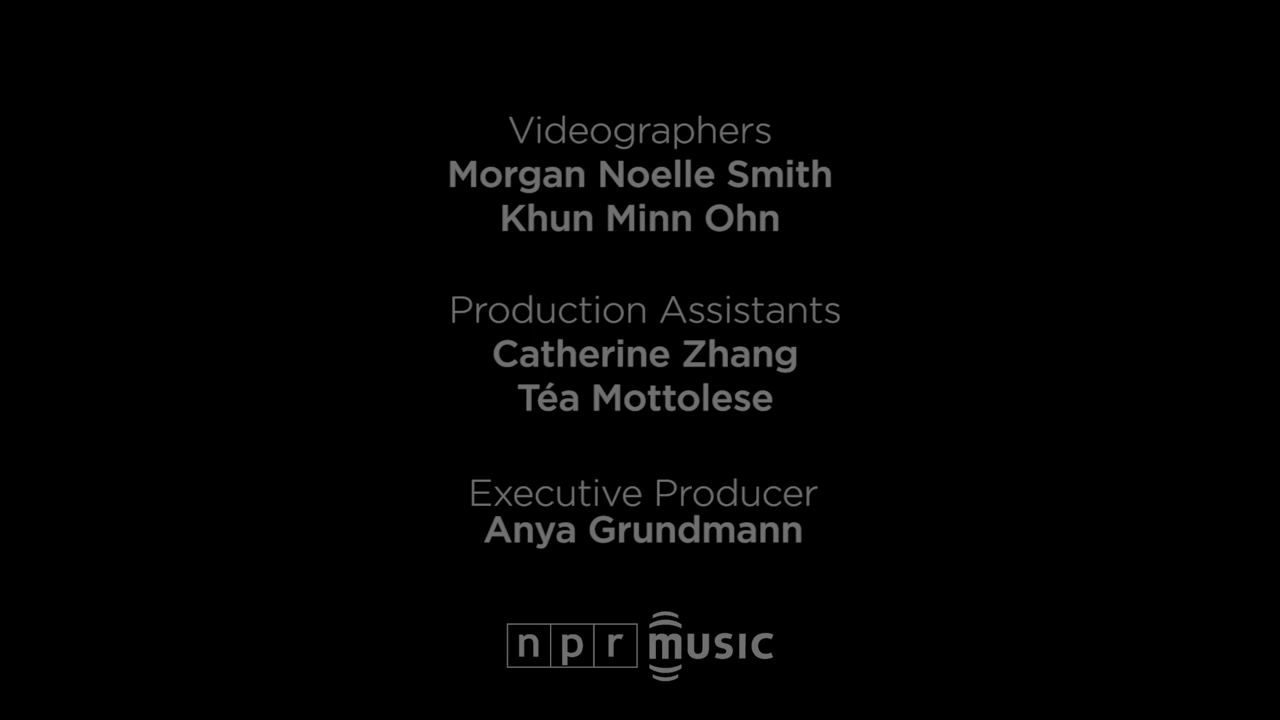 Videographers
Morgan Noelle Smith
Khun Minn Ohn
Production Assistants
Catherine Zhang
Téa Mottolese
Executive Producer
Anya Grundmann
npr music